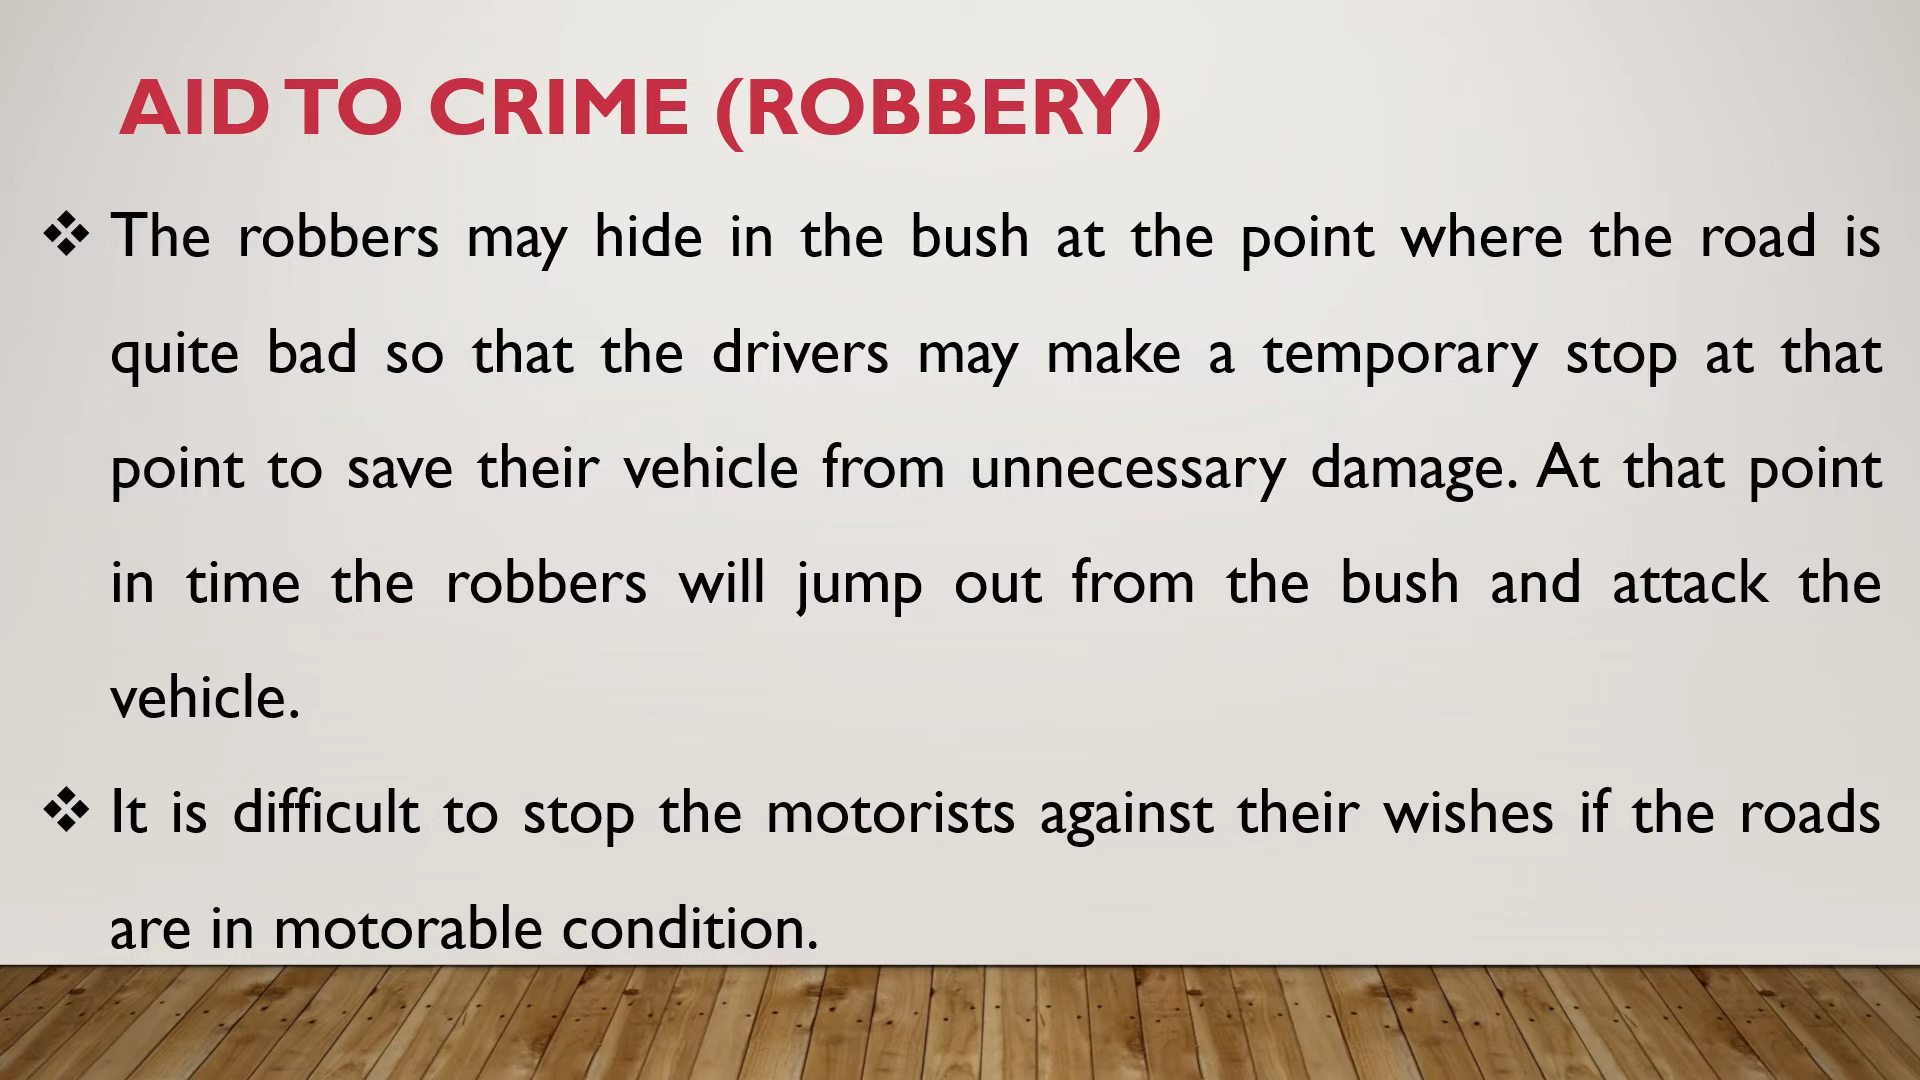 AID TO CRIME (ROBBERY)
❖ The robbers may hide in the bush at the point where the road is
quite bad so that the drivers may make a temporary stop at that
point to save their vehicle from unnecessary damage. At that point
in time the robbers will jump out from the bush and attack the
vehicle.
❖ It is difficult to stop the motorists against their wishes if the roads
are in motorable condition.